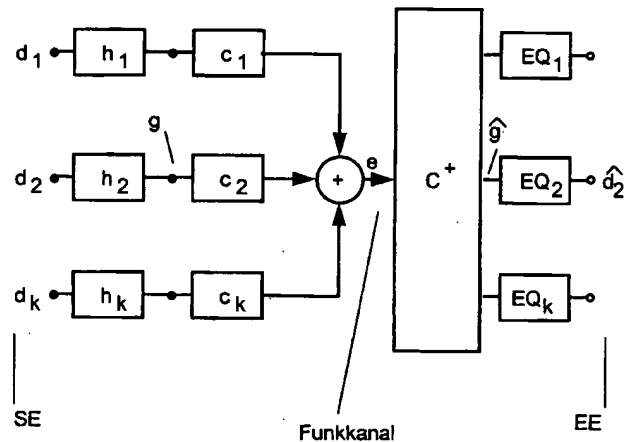 d1 h1 c1 EQ1
g e ĝ
d2 h2 c2 + C+ EQ2 d̂2
dk hk ck EQk
SE Funkkanal EE